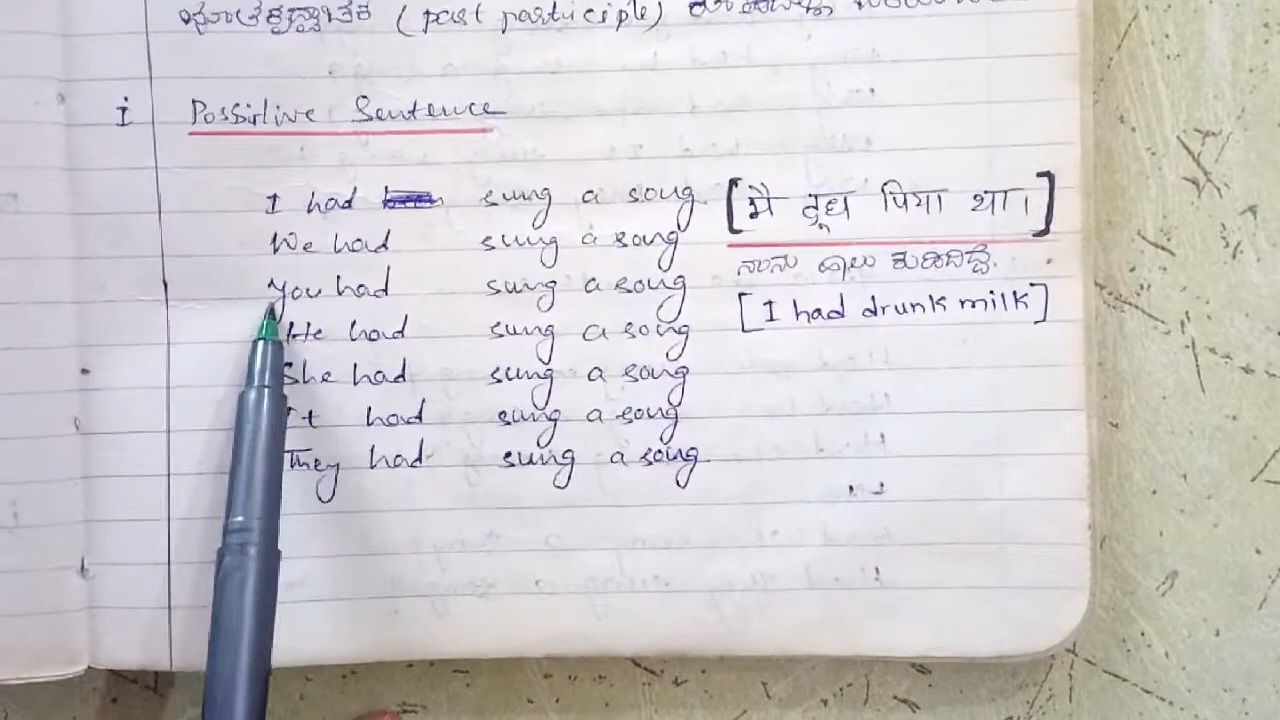 (past participle)
i Possitive Sentence
I had sung a song [मै दूध पिया था।]
We had sung a song
ನಾನು ಹಾಲು ಕುಡಿದಿದ್ದೆ.
You had sung a song [I had drunk milk]
He had sung a song
She had sung a song
It had sung a song
They had sung a song